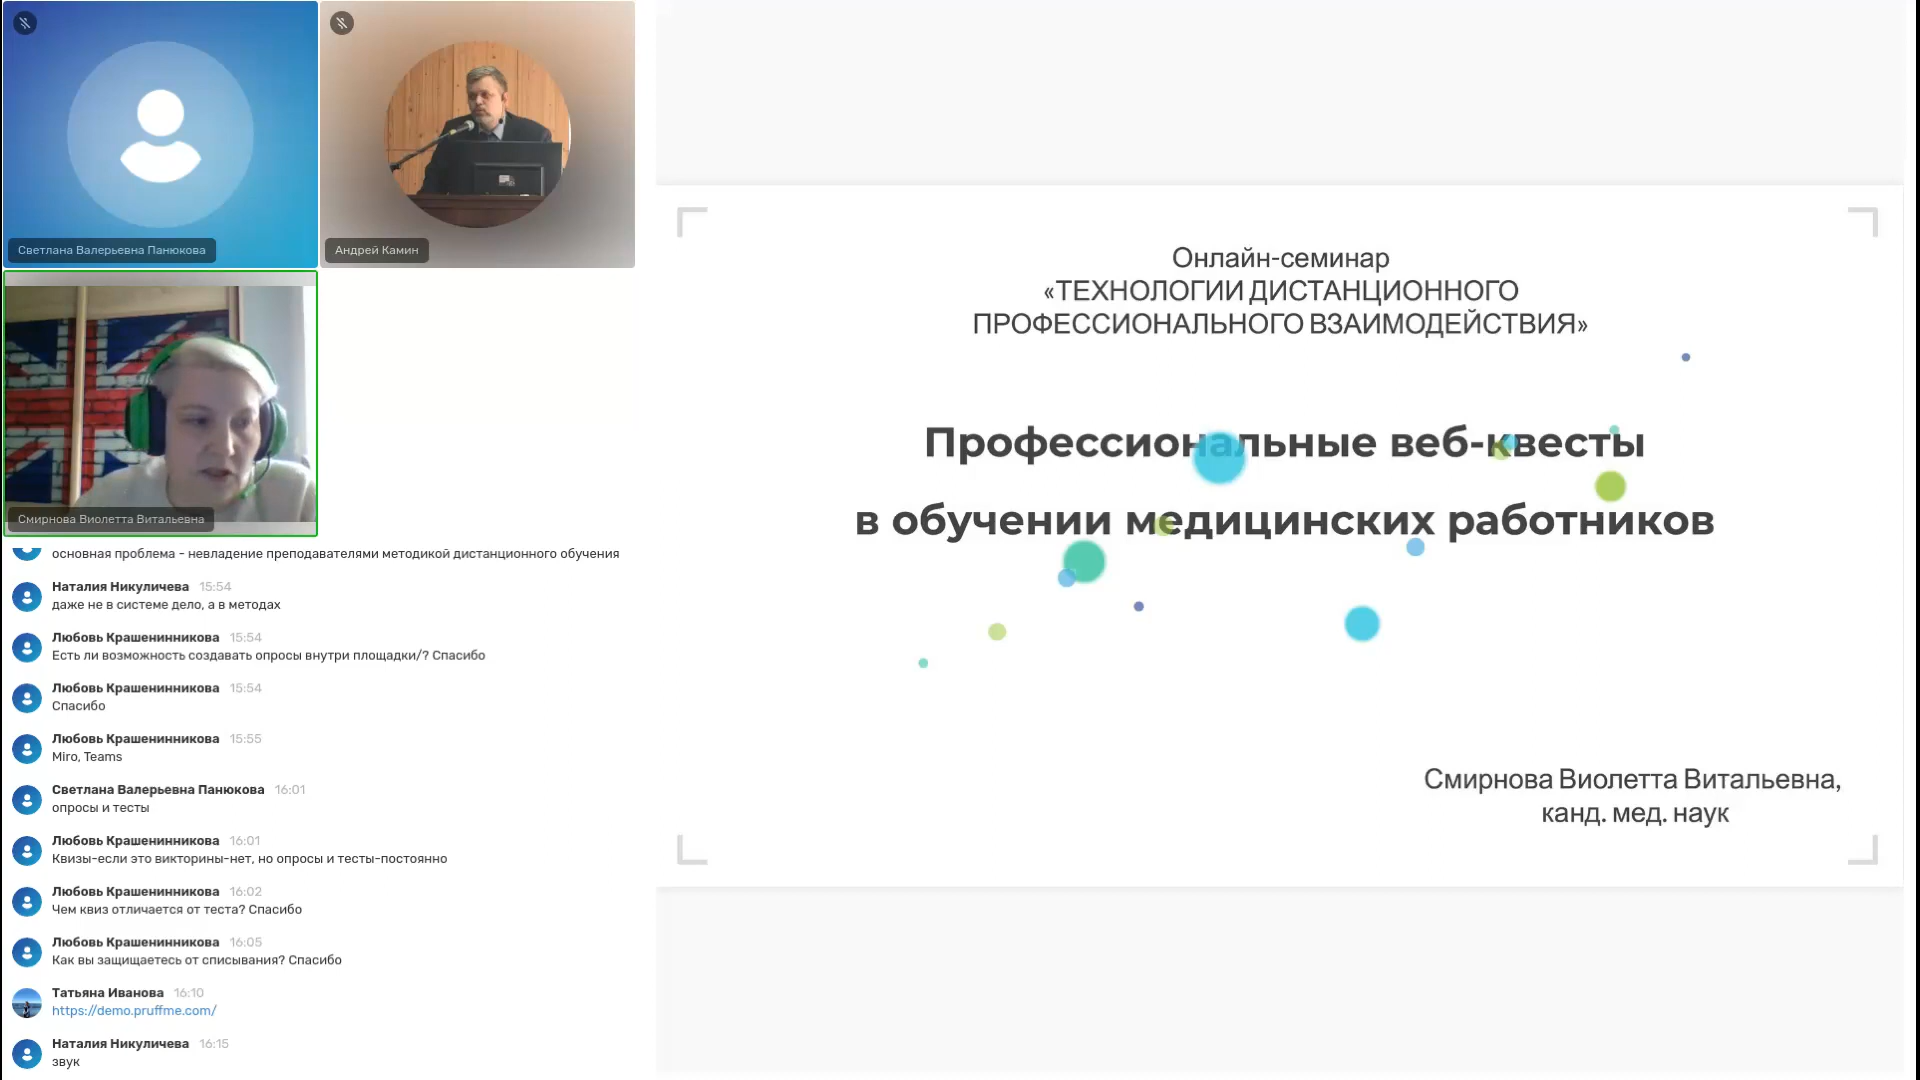 Светлана Валерьевна Панюкова
Андрей Камин
Смирнова Виолетта Витальевна
основная проблема - невладение преподавателями методикой дистанционного обучения
Наталия Никуличева 15:54
даже не в системе дело, а в методах
Любовь Крашенинникова 15:54
Есть ли возможность создавать опросы внутри площадки/? Спасибо
Любовь Крашенинникова 15:54
Спасибо
Любовь Крашенинникова 15:55
Miro, Teams
Светлана Валерьевна Панюкова 16:01
опросы и тесты
Любовь Крашенинникова 16:01
Квизы-если это викторины-нет, но опросы и тесты-постоянно
Любовь Крашенинникова 16:02
Чем квиз отличается от теста? Спасибо
Любовь Крашенинникова 16:05
Как вы защищаетесь от списывания? Спасибо
Татьяна Иванова 16:10
https://demo.pruffme.com/
Наталия Никуличева 16:15
звук
Онлайн-семинар
«ТЕХНОЛОГИИ ДИСТАНЦИОННОГО
ПРОФЕССИОНАЛЬНОГО ВЗАИМОДЕЙСТВИЯ»
Профессиональные веб-квесты
в обучении медицинских работников
Смирнова Виолетта Витальевна,
канд. мед. наук